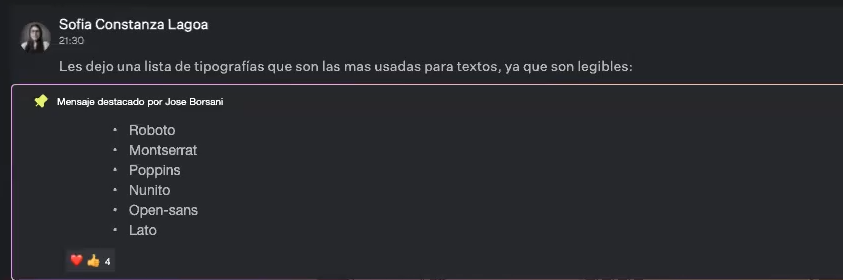 Sofia Constanza Lagoa
21:30
Les dejo una lista de tipografías que son las mas usadas para textos, ya que son legibles:
Mensaje destacado por Jose Borsani
• Roboto
• Montserrat
• Poppins
• Nunito
• Open-sans
• Lato
❤️ 👍 4